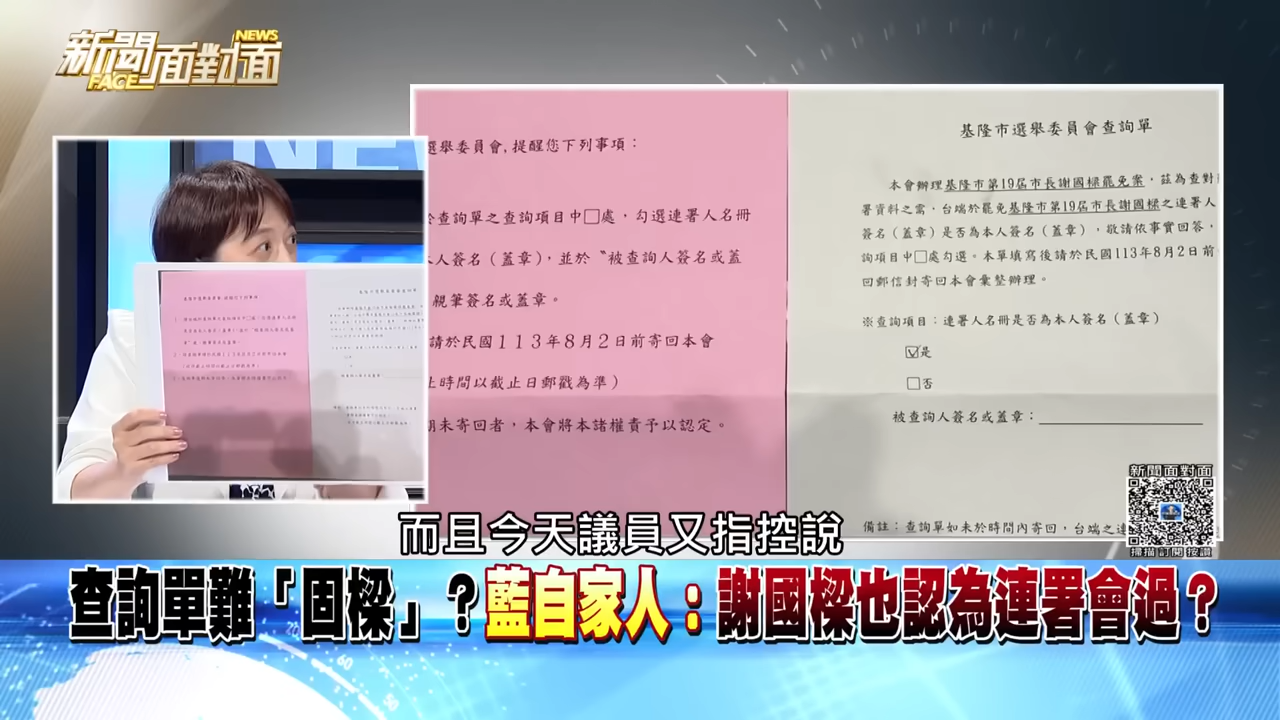 新聞面對面
NEWS
FACE
選舉委員會,提醒您下列事項：
查詢單之查詢項目中□處，勾選連署人名冊
人簽名（蓋章），並於〝被查詢人簽名或蓋
親筆簽名或蓋章。
請於民國１１３年８月２日前寄回本會
止時間以截止日郵戳為準）
期未寄回者，本會將本諸權責予以認定。
基隆市選舉委員會查詢單
本會辦理基隆市第19屆市長謝國樑罷免案，茲為查對
署資料之需，台端於罷免基隆市第19屆市長謝國樑之連署人
簽名（蓋章）是否為本人簽名（蓋章），敬請依事實回答，
詢項目中□處勾選。本單填寫後請於民國113年8月2日前
回郵信封寄回本會彙整辦理。
※查詢項目：連署人名冊是否為本人簽名（蓋章）
☑是
□否
被查詢人簽名或蓋章：
備註：查詢單如未於時間內寄回，台端之連
新聞面對面
掃描訂閱按讚
而且今天議員又指控說
查詢單難「固樑」？藍自家人：謝國樑也認為連署會過？